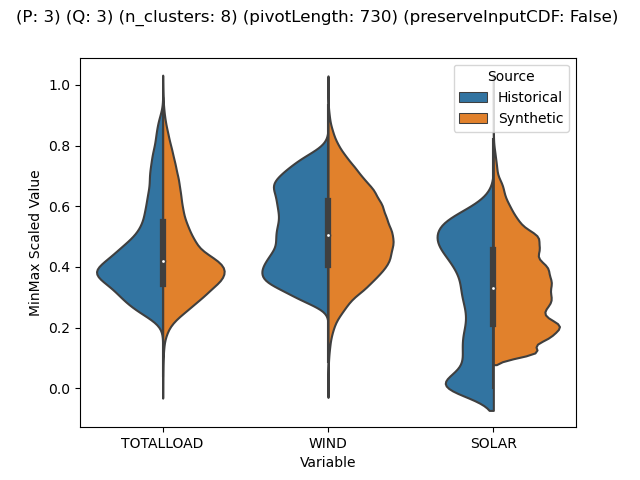 (P: 3) (Q: 3) (n_clusters: 8) (pivotLength: 730) (preserveInputCDF: False)
Source
Historical
Synthetic
MinMax Scaled Value
1.0
0.8
0.6
0.4
0.2
0.0
TOTALLOAD WIND SOLAR
Variable